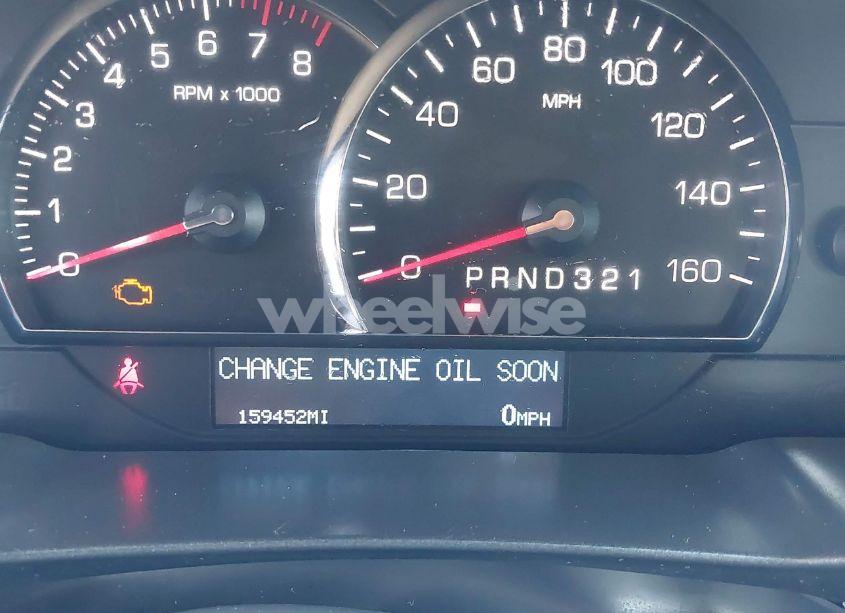 0 1 2 3 4 5 6 7 8
RPM x 1000
0 20 40 60 80 100 120 140 160
MPH
PRND321
wheelwise
CHANGE ENGINE OIL SOON
159452MI 0MPH